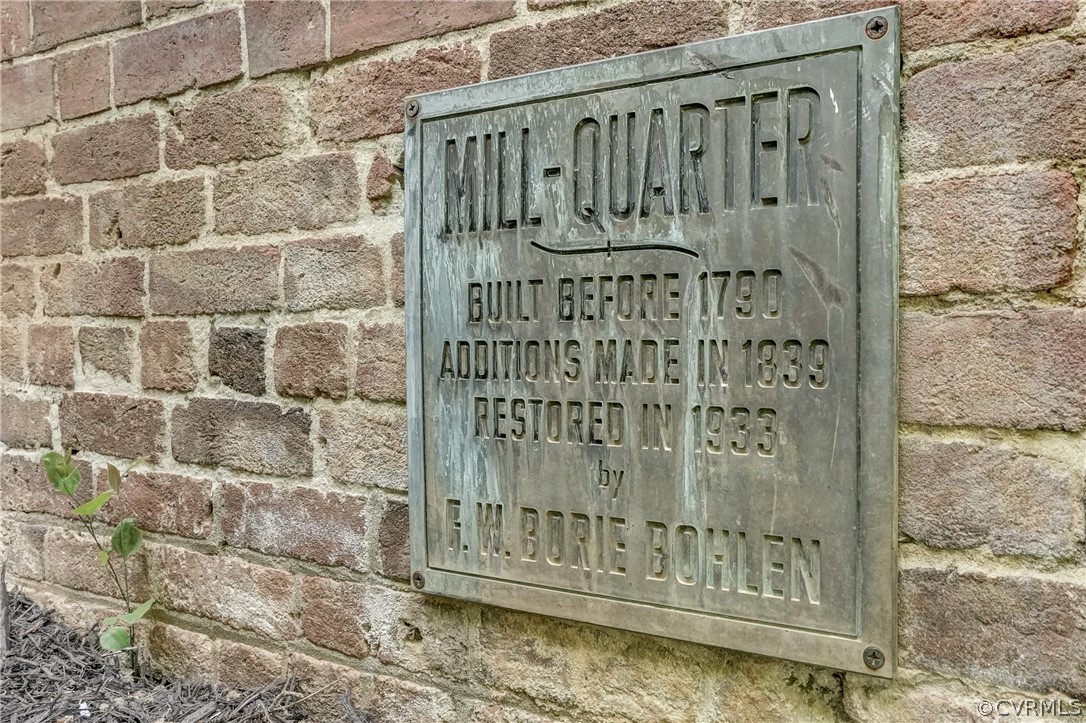 MILL-QUARTER
BUILT BEFORE 1790
ADDITIONS MADE IN 1839
RESTORED IN 1933
by
F. W. BORIE BOHLEN
©CVRMLS